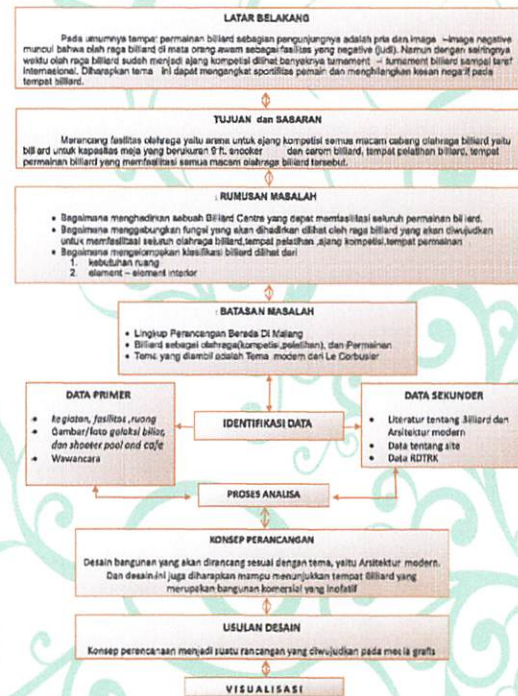 LATAR BELAKANG
Pada umumnya tempat permainan billiard sebagian pengunjungnya adalah pria dan image –image negative
muncul bahwa olah raga billiard di mata orang awam sebagai fasilitas yang negative (judi). Namun dengan seiringnya
waktu olah raga billiard sudah menjadi ajang kompetisi dilihat banyaknya turnament – turnament billiard sampai taraf
internasional. Diharapkan tema ini dapat mengangkat sportifitas pemain dan menghilangkan kesan negatif pada
tempat billiard.
TUJUAN dan SASARAN
Merancang fasilitas olahraga yaitu arena untuk ajang kompetisi semua macam cabang olahraga billiard yaitu
billiard untuk kapasitas meja yang berukuran 9 ft. snooker dan carom billiard, tempat pelatihan billiard, tempat
permainan billiard yang memfasilitasi semua macam olahraga billiard tersebut.
: RUMUSAN MASALAH
• Bagaimana menghadirkan sebuah Billiard Centre yang dapat memfasilitasi seluruh permainan billiard.
• Bagaimana menggabungkan fungsi yang akan dihadirkan dilihat olah raga billiard yang akan diwujudkan
untuk memfasilitasi seluruh olahraga billiard,tempat pelatihan ,ajang kompetisi,tempat permainan
• Bagaimana mengelompokan klasifikasi billiard dilihat dari
1. kebutuhan ruang
2. element – element interior
: BATASAN MASALAH
• Lingkup Perancangan Berada Di Malang
• Billiard sebagai olahraga(kompetisi,pelatihan), dan Permainan
• Tema yang diambil adalah Tema modern dari Le Corbusier
DATA PRIMER
• kegiatan, fasilitas ,ruang
• Gambar/foto galaksi biliar,
dan shooter pool and cafe
• Wawancara
IDENTIFIKASI DATA
DATA SEKUNDER
• Literatur tentang Billiard dan
Arsitektur modern
• Data tentang site
• Data RDTRK
PROSES ANALISA
KONSEP PERANCANGAN
Desain bangunan yang akan dirancang sesuai dengan tema, yaitu Arsitektur modern.
Dan desain ini juga diharapkan mampu menunjukkan tempat Billiard yang
merupakan bangunan komersial yang inofatif
USULAN DESAIN
Konsep perencanaan menjadi suatu rancangan yang diwujudkan pada media grafis
VISUALISASI